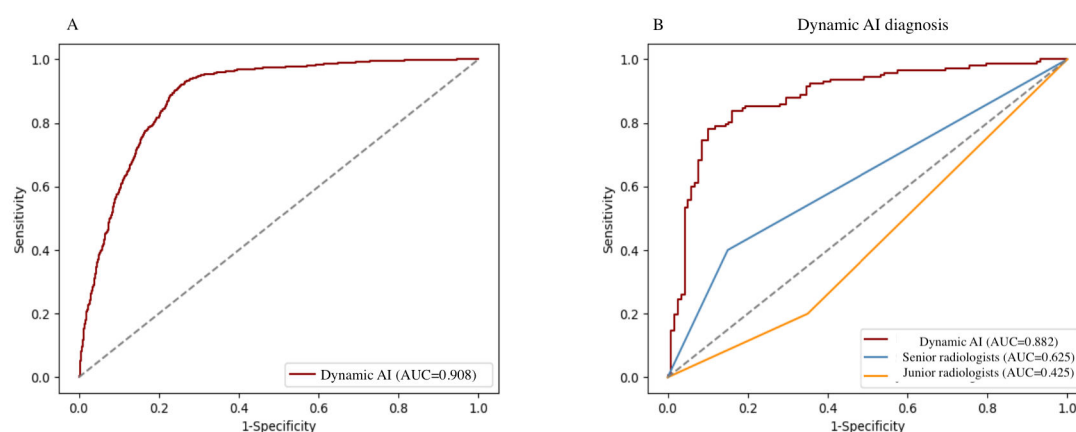 A
1.0
0.8
0.6
0.4
0.2
0.0
Sensitivity
0.0 0.2 0.4 0.6 0.8 1.0
1-Specificity
Dynamic AI (AUC=0.908)
B
Dynamic AI diagnosis
1.0
0.8
0.6
0.4
0.2
0.0
Sensitivity
0.0 0.2 0.4 0.6 0.8 1.0
1-Specificity
Dynamic AI (AUC=0.882)
Senior radiologists (AUC=0.625)
Junior radiologists (AUC=0.425)